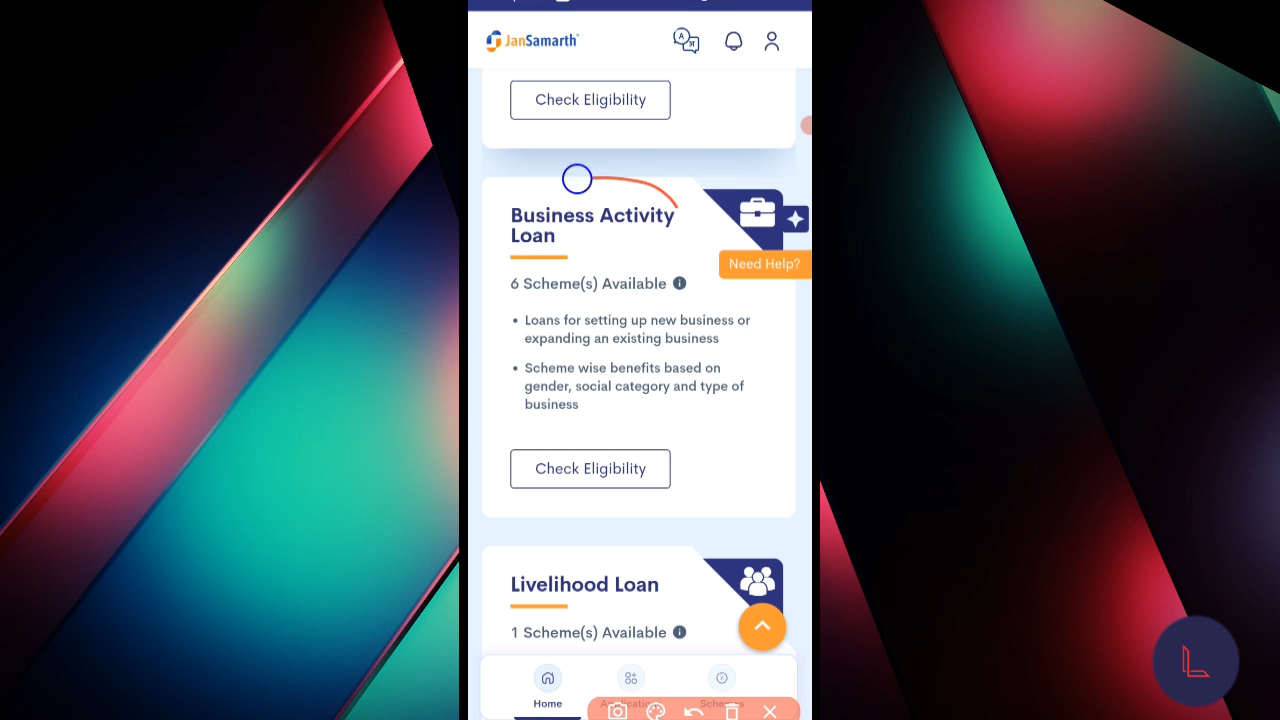 JanSamarth
Check Eligibility
Business Activity
Loan
6 Scheme(s) Available
Need Help?
• Loans for setting up new business or
expanding an existing business
• Scheme wise benefits based on
gender, social category and type of
business
Check Eligibility
Livelihood Loan
1 Scheme(s) Available
Home